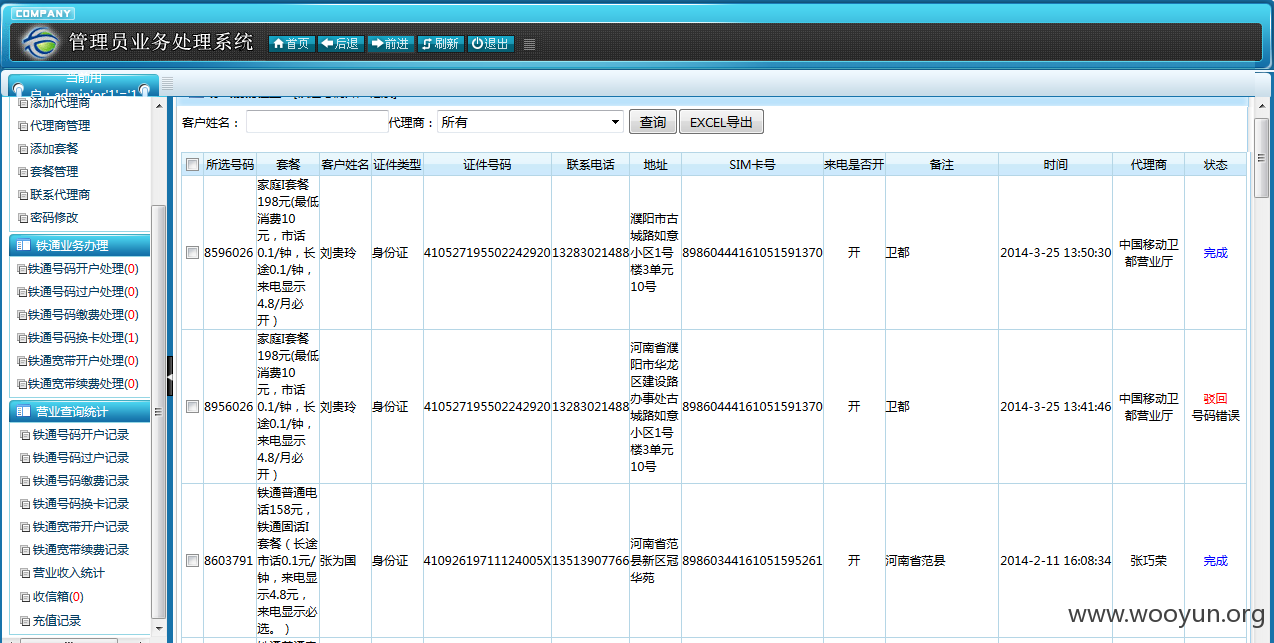 COMPANY
管理员业务处理系统
首页 后退 前进 刷新 退出
当前用
户：admin'or'1'='1
添加代理商
代理商管理
添加套餐
套餐管理
联系代理商
密码修改
铁通业务办理
铁通号码开户处理(0)
铁通号码过户处理(0)
铁通号码缴费处理(0)
铁通号码换卡处理(1)
铁通宽带开户处理(0)
铁通宽带续费处理(0)
营业查询统计
铁通号码开户记录
铁通号码过户记录
铁通号码缴费记录
铁通号码换卡记录
铁通宽带开户记录
铁通宽带续费记录
营业收入统计
收信箱(0)
充值记录
客户姓名： 代理商：所有 查询 EXCEL导出
所选号码 套餐 客户姓名 证件类型 证件号码 联系电话 地址 SIM卡号 来电是否开 备注 时间 代理商 状态
8596026
家庭I套餐
198元(最低
消费10
元，市话
0.1/钟，长
途0.1/钟，
来电显示
4.8/月必
开）
刘贵玲 身份证 410527195502242920 13283021488
濮阳市古
城路如意
小区1号
楼3单元
10号
89860444161051591370 开 卫都 2014-3-25 13:50:30
中国移动卫
都营业厅
完成
8956026
家庭I套餐
198元(最低
消费10
元，市话
0.1/钟，长
途0.1/钟，
来电显示
4.8/月必
开）
刘贵玲 身份证 410527195502242920 13283021488
河南省濮
阳市华龙
区建设路
办事处古
城路如意
小区1号
楼3单元
10号
89860444161051591370 开 卫都 2014-3-25 13:41:46
中国移动卫
都营业厅
驳回
号码错误
8603791
铁通普通电
话158元，
铁通固话I
套餐（长途
市话0.1元/
钟，来电显
示4.8元，
来电显示必
选。）
张为国 身份证 41092619711124005X 13513907766
河南省范
县新区冠
华苑
89860344161051595261 开 河南省范县 2014-2-11 16:08:34 张巧荣 完成
www.wooyun.org